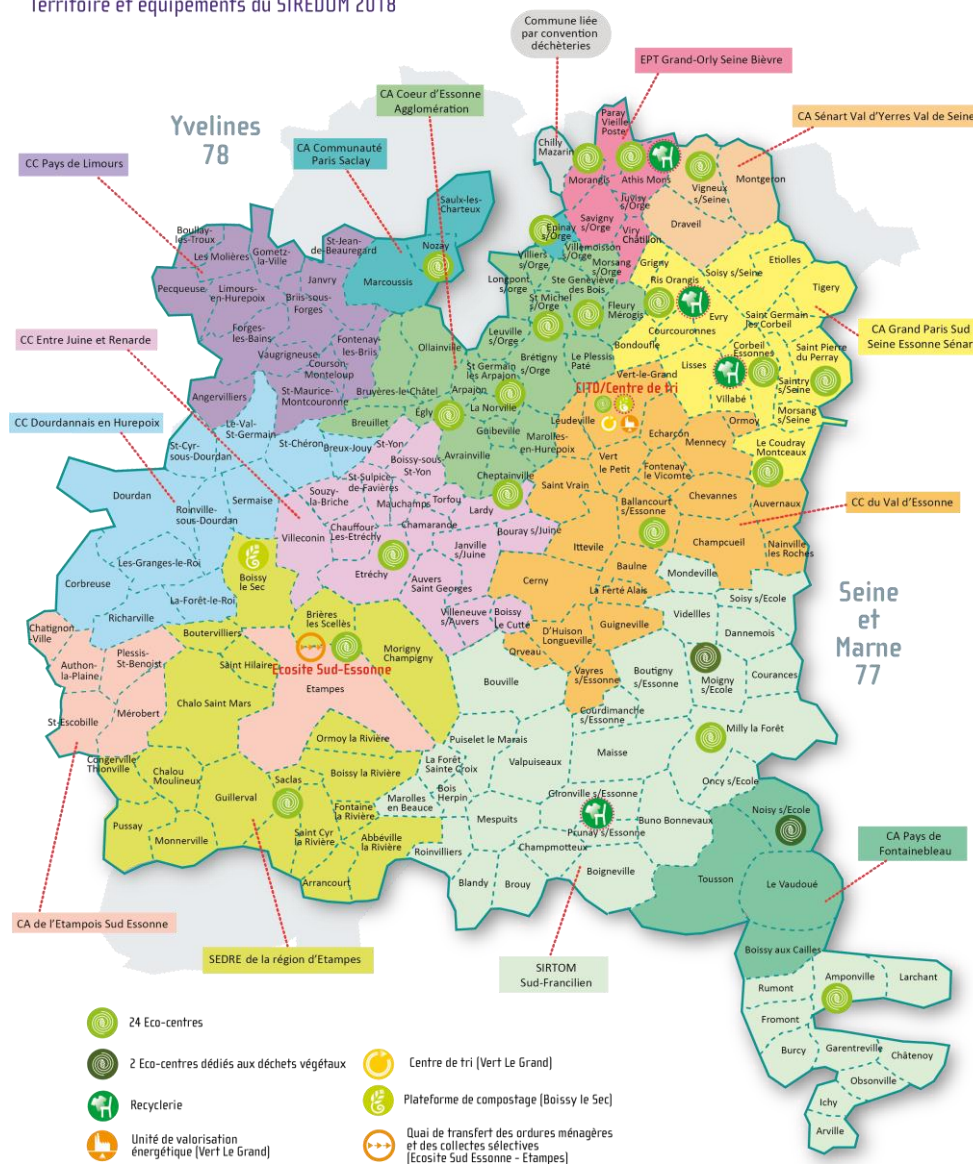 Territoire et équipements du SIREDOM 2018
Commune liée
par convention
déchèteries
EPT Grand-Orly Seine Bièvre
CA Coeur d'Essonne
Agglomération
CA Sénart Val d'Yerres Val de Seine
Yvelines
78
CA Communauté
Paris Saclay
CC Pays de Limours
Paray
Vieille
Poste
Chilly
Mazarin
Morangis
Athis Mons
Vigneux
s/Seine
Montgeron
Juvisy
s/Orge
Savigny
s/Orge
Draveil
Viry
Châtillon
Saulx-les-
Charteux
Nozay
Marcoussis
Epinay
s/Orge
Villemoisson
s/Orge
Villiers
s/Orge
Morsang
s/Orge
Grigny
Longpont
s/orge
Ste Geneviève
des Bois
Ris Orangis
Soisy s/Seine
Etiolles
Tigery
St Michel
s/Orge
Fleury
Mérogis
Evry
Courcouronnes
Saint Germain
les Corbeil
Boullay-
les-Troux
Les Molières
Gometz-
la-Ville
St-Jean-
de-Beauregard
Pecqueuse
Limours-
en-Hurepoix
Janvry
Briis-sous-
Forges
Forges-
les-Bains
Fontenay-
les-Briis
Vaugrigneuse
Courson-
Monteloup
Angervilliers
St-Maurice-
Montcouronne
CC Entre Juine et Renarde
CA Grand Paris Sud
Seine Essonne Sénart
Leuville
s/Orge
Ollainville
Brétigny
s/Orge
Le Plessis
Paté
Bondoufle
Lisses
Corbeil
Essonnes
Saint Pierre
du Perray
Saintry
s/Seine
Villabé
Morsang
s/Seine
Ormoy
Le Coudray
Montceaux
St Germain
les Arpajon
Bruyères-le-Châtel
Arpajon
La Norville
Égly
Breuillet
Guibeville
Avrainville
Marolles-
en-Hurepoix
Cheptainville
Vert-le-Grand
CITD/Centre de tri
Leudeville
Echarcon
Mennecy
Vert
le Petit
Fontenay
le Vicomte
Saint Vrain
Ballancourt
s/Essonne
Chevannes
Auvernaux
CC du Val d'Essonne
Champcueil
Nainville
les Roches
Itteville
Baulne
Cerny
La Ferté Alais
D'Huison
Longueville
Guigneville
Orveau
Vayres
s/Essonne
CC Dourdannais en Hurepoix
Le-Val-
St-Germain
St-Cyr-
sous-Dourdan
St-Chéron
Breux-Jouy
Dourdan
Sermaise
Roinville-
sous-Dourdan
Les-Granges-le-Roi
Corbreuse
La-Forêt-le-Roi
Richarville
St-Yon
Boissy-sous-
St-Yon
St-Sulpice-
de-Favières
Souzy-
la-Briche
Mauchamps
Torfou
Lardy
Chauffour
Les-Etréchy
Chamarande
Bouray s/Juine
Villeconin
Janville
s/Juine
Etréchy
Auvers
Saint Georges
Villeneuve
s/Auvers
Boissy
Le Cutté
Boissy
le Sec
Brières
les Scellès
Boutervilliers
Morigny
Champigny
Ecosite Sud-Essonne
Saint Hilaire
Etampes
Chalo Saint Mars
Chatignon
-Ville
Plessis-
St-Benoist
Authon-
la-Plaine
Mérobert
St-Escobille
Congerville
Thionville
Ormoy la Rivière
Chalou
Moulineux
Guillerval
Saclas
Boissy la Rivière
Pussay
Monnerville
Fontaine
la Rivière
Saint Cyr
la Rivière
Abbéville
la Rivière
Arrancourt
Seine
et
Marne
77
Mondeville
Soisy s/Ecole
Videlles
Dannemois
Boutigny
s/Essonne
Moigny
s/Ecole
Courances
Bouville
Courdimanche
s/Essonne
Milly la Forêt
Puiselet le Marais
Maisse
Valpuiseaux
La Forêt
Sainte Croix
Oncy s/Ecole
Bois
Herpin
Marolles
en Beauce
Gironville s/Essonne
Mespuits
Prunay s/Essonne
Buno Bonnevaux
Roinvilliers
Champmotteux
Boigneville
Blandy
Brouy
Noisy s/Ecole
CA Pays de
Fontainebleau
Tousson
Le Vaudoué
Boissy aux Cailles
CA de l'Etampois Sud Essonne
SEDRE de la région d'Etampes
SIRTOM
Sud-Francilien
Rumont
Amponville
Larchant
Fromont
Burcy
Garentreville
Châtenoy
Obsonville
Ichy
Arville
24 Eco-centres
2 Eco-centres dédiés aux déchets végétaux
Recyclerie
Unité de valorisation
énergétique (Vert Le Grand)
Centre de tri (Vert Le Grand)
Plateforme de compostage (Boissy le Sec)
Quai de transfert des ordures ménagères
et des collectes sélectives
(Ecosite Sud Essonne - Etampes)